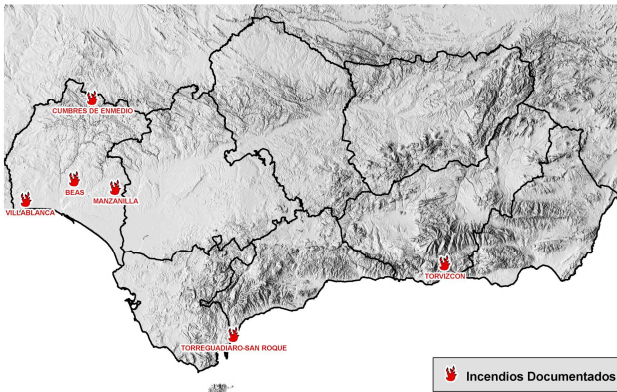 CUMBRES DE ENMEDIO
BEAS
MANZANILLA
VILLABLANCA
TORVIZCON
TORREGUADIARO-SAN ROQUE
Incendios Documentados